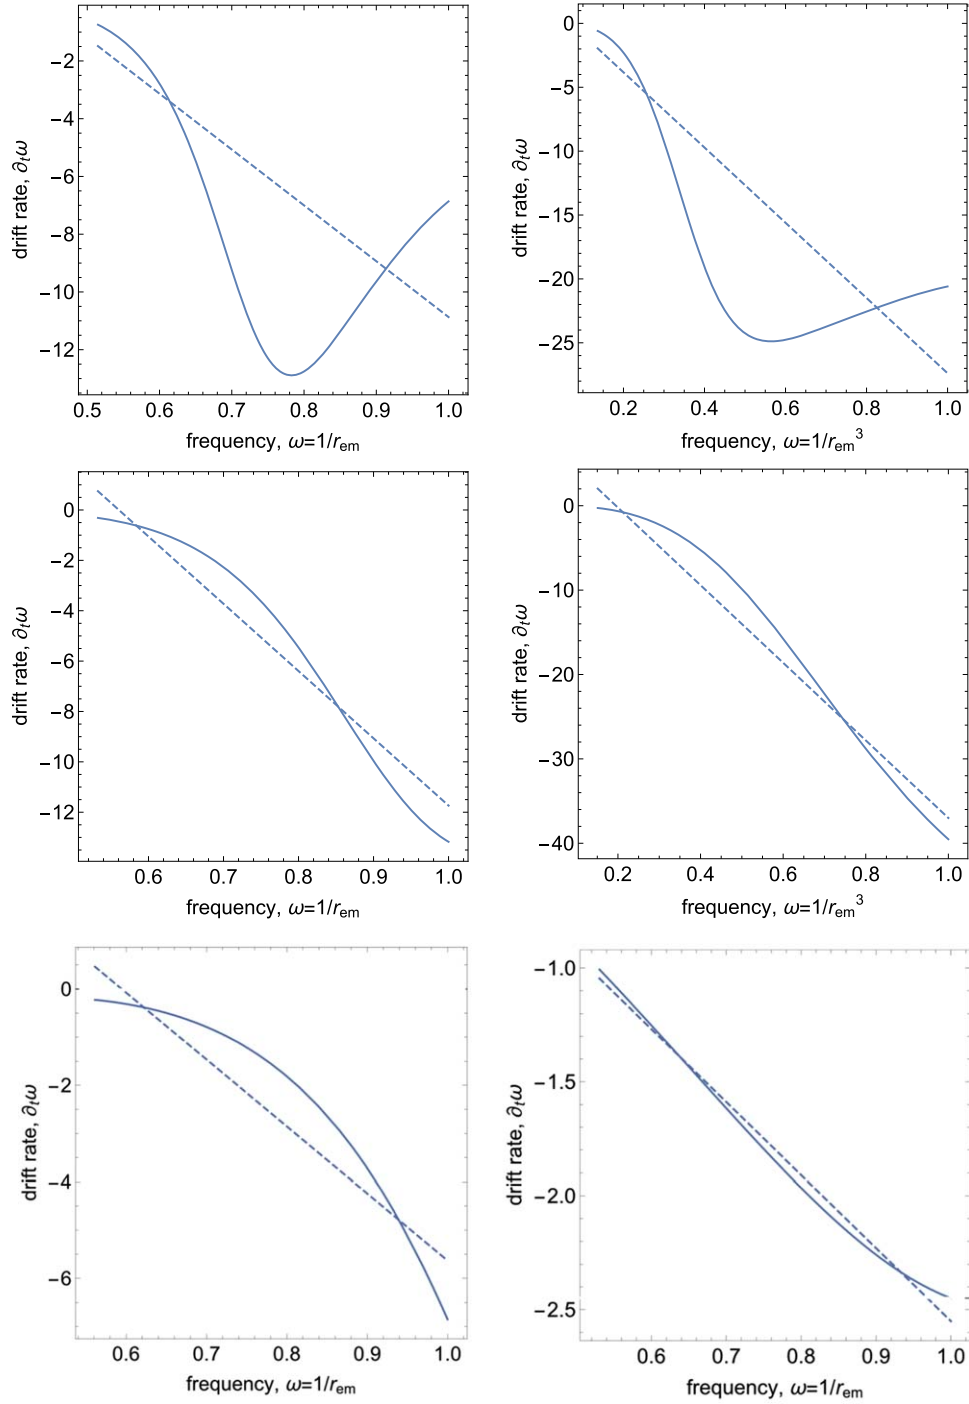 −2
−4
−6
−8
−10
−12
0.5 0.6 0.7 0.8 0.9 1.0
drift rate, ∂tω
frequency, ω=1/rem
0
−5
−10
−15
−20
−25
0.2 0.4 0.6 0.8 1.0
drift rate, ∂tω
frequency, ω=1/rem³
0
−2
−4
−6
−8
−10
−12
0.6 0.7 0.8 0.9 1.0
drift rate, ∂tω
frequency, ω=1/rem
0
−10
−20
−30
−40
0.2 0.4 0.6 0.8 1.0
drift rate, ∂tω
frequency, ω=1/rem³
0
−2
−4
−6
0.6 0.7 0.8 0.9 1.0
drift rate, ∂tω
frequency, ω=1/rem
−1.0
−1.5
−2.0
−2.5
0.6 0.7 0.8 0.9 1.0
drift rate, ∂tω
frequency, ω=1/rem